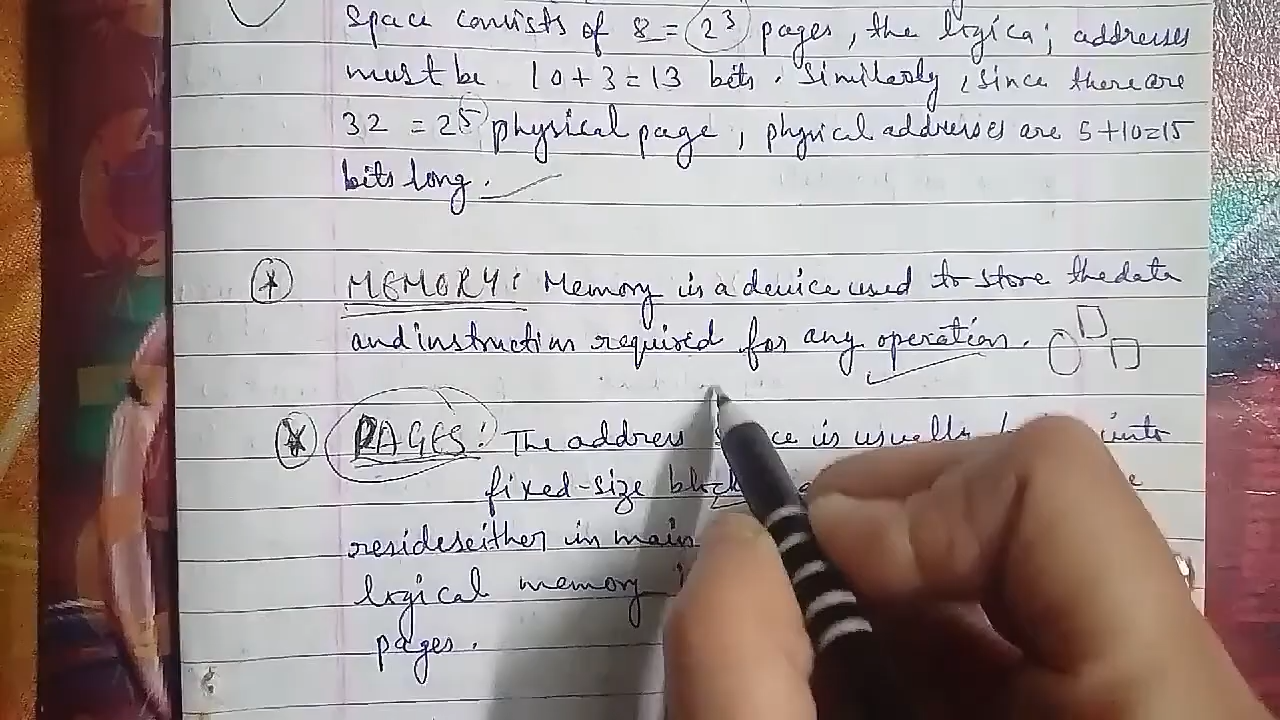 Space consists of 8 = 2³ pages, the logica; addresses
must be 10+3=13 bits. Similarly, since there are
32 = 2⁵ physical page, physical addresses are 5+10=15
bits long.
MEMORY: Memory is a device used to store the data
and instruction required for any operation.
PAGES: The address is usually into
fixed-size block
resides either in main
logical memory
pages.